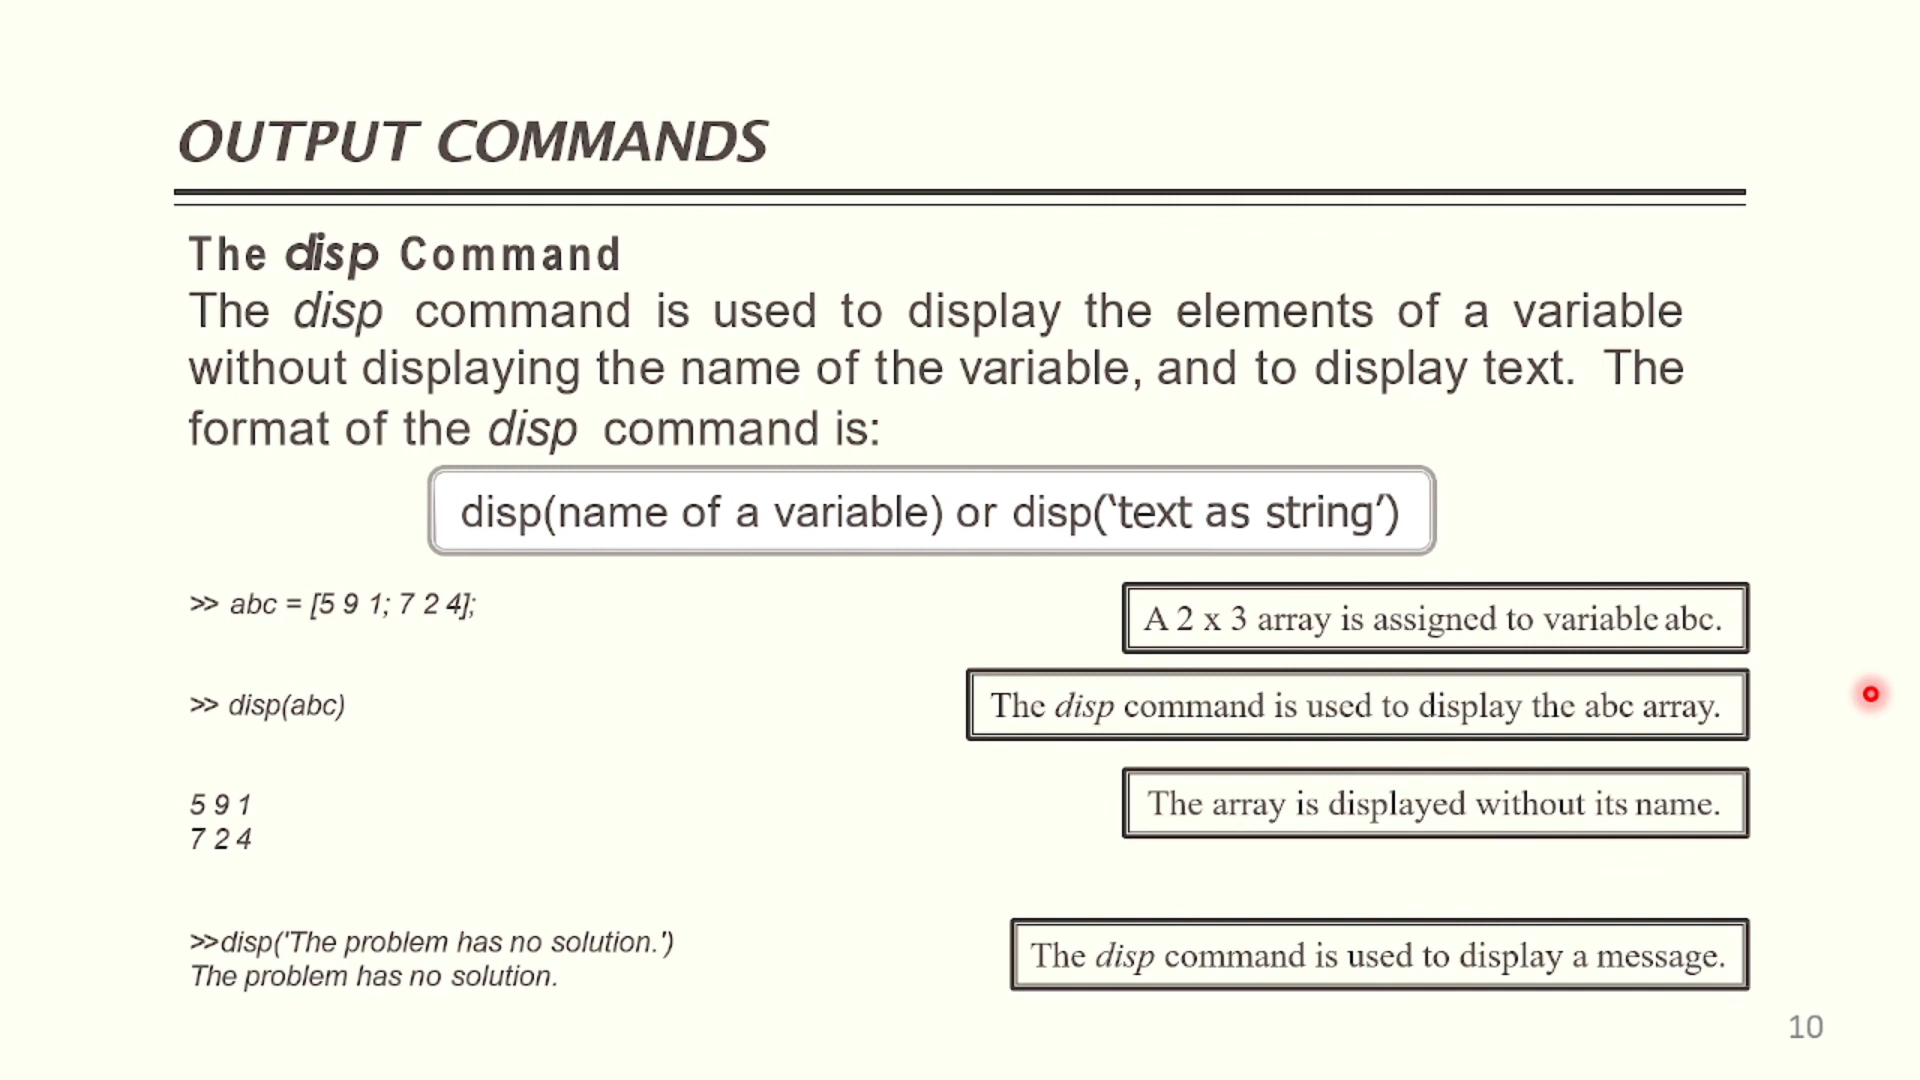 OUTPUT COMMANDS
The disp Command
The disp command is used to display the elements of a variable
without displaying the name of the variable, and to display text. The
format of the disp command is:
disp(name of a variable) or disp(‘text as string’)
>> abc = [5 9 1; 7 2 4];
A 2 x 3 array is assigned to variable abc.
>> disp(abc)
The disp command is used to display the abc array.
5 9 1
7 2 4
The array is displayed without its name.
>>disp('The problem has no solution.')
The problem has no solution.
The disp command is used to display a message.
10